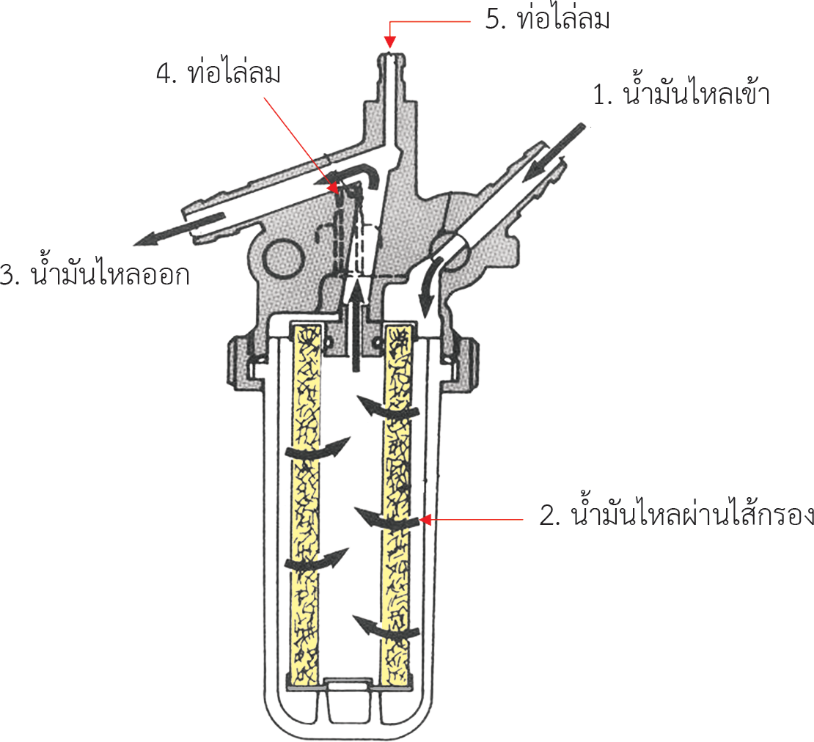 5. ท่อไล่ลม
4. ท่อไล่ลม
1. น้ำมันไหลเข้า
3. น้ำมันไหลออก
2. น้ำมันไหลผ่านไส้กรอง